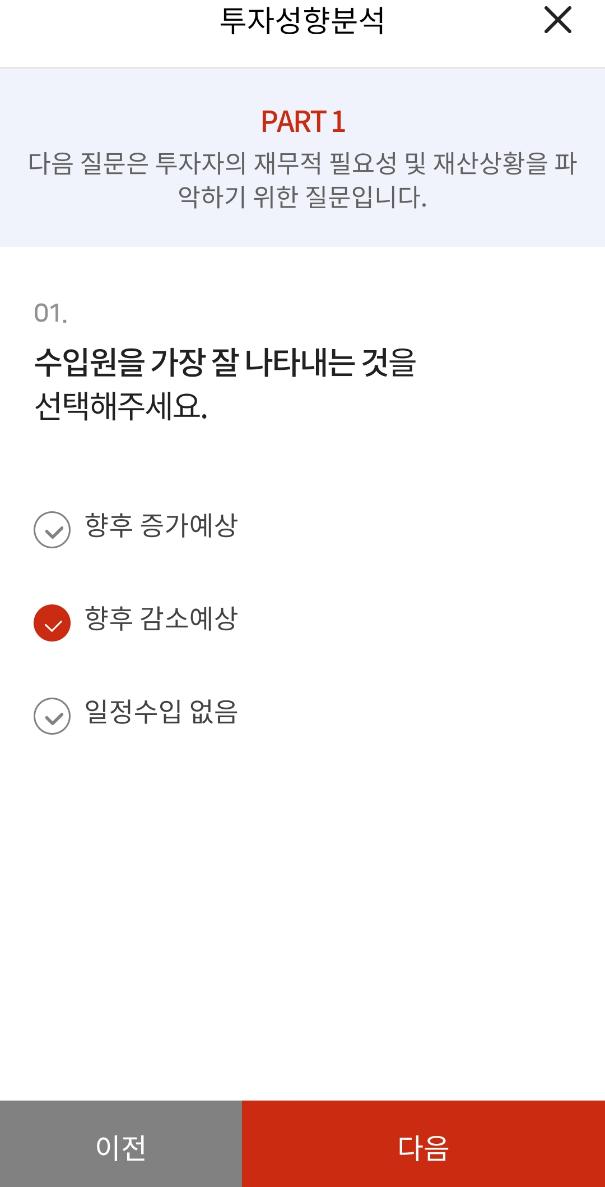 투자성향분석
PART 1
다음 질문은 투자자의 재무적 필요성 및 재산상황을 파
악하기 위한 질문입니다.
01.
수입원을 가장 잘 나타내는 것을
선택해주세요.
향후 증가예상
향후 감소예상
일정수입 없음
이전
다음